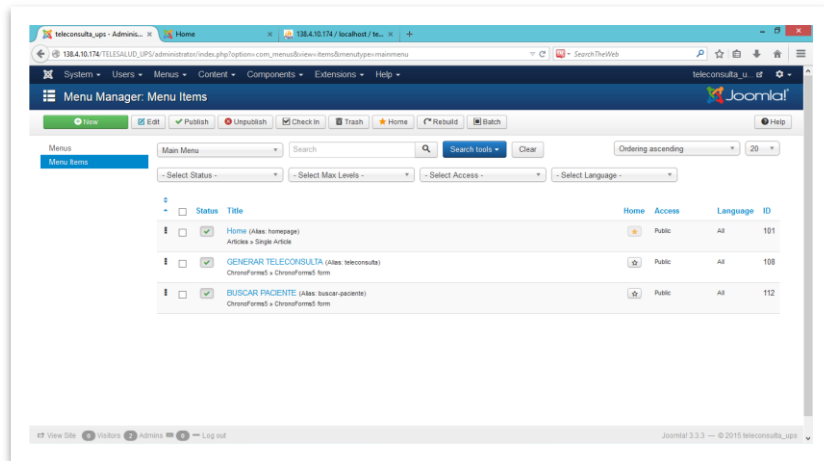 teleconsulta_ups - Adminis... × Home × 138.4.10.174 / localhost / te... × +
138.4.10.174/TELESALUD_UPS/administrator/index.php?option=com_menus&view=items&menutype=mainmenu SearchTheWeb
System Users Menus Content Components Extensions Help teleconsulta_u...
Menu Manager: Menu Items Joomla!
New Edit Publish Unpublish Check In Trash Home Rebuild Batch Help
Menus Main Menu Search Search tools Clear Ordering ascending 20
Menu Items
- Select Status - - Select Max Levels - - Select Access - - Select Language -
Status Title Home Access Language ID
Home (Alias: homepage) Public All 101
Articles » Single Article
GENERAR TELECONSULTA (Alias: teleconsulta) Public All 108
ChronoForms5 » ChronoForms5 form
BUSCAR PACIENTE (Alias: buscar-paciente) Public All 112
ChronoForms5 » ChronoForms5 form
View Site 0 Visitors 2 Admins 0 Log out Joomla! 3.3.3 — © 2015 teleconsulta_ups